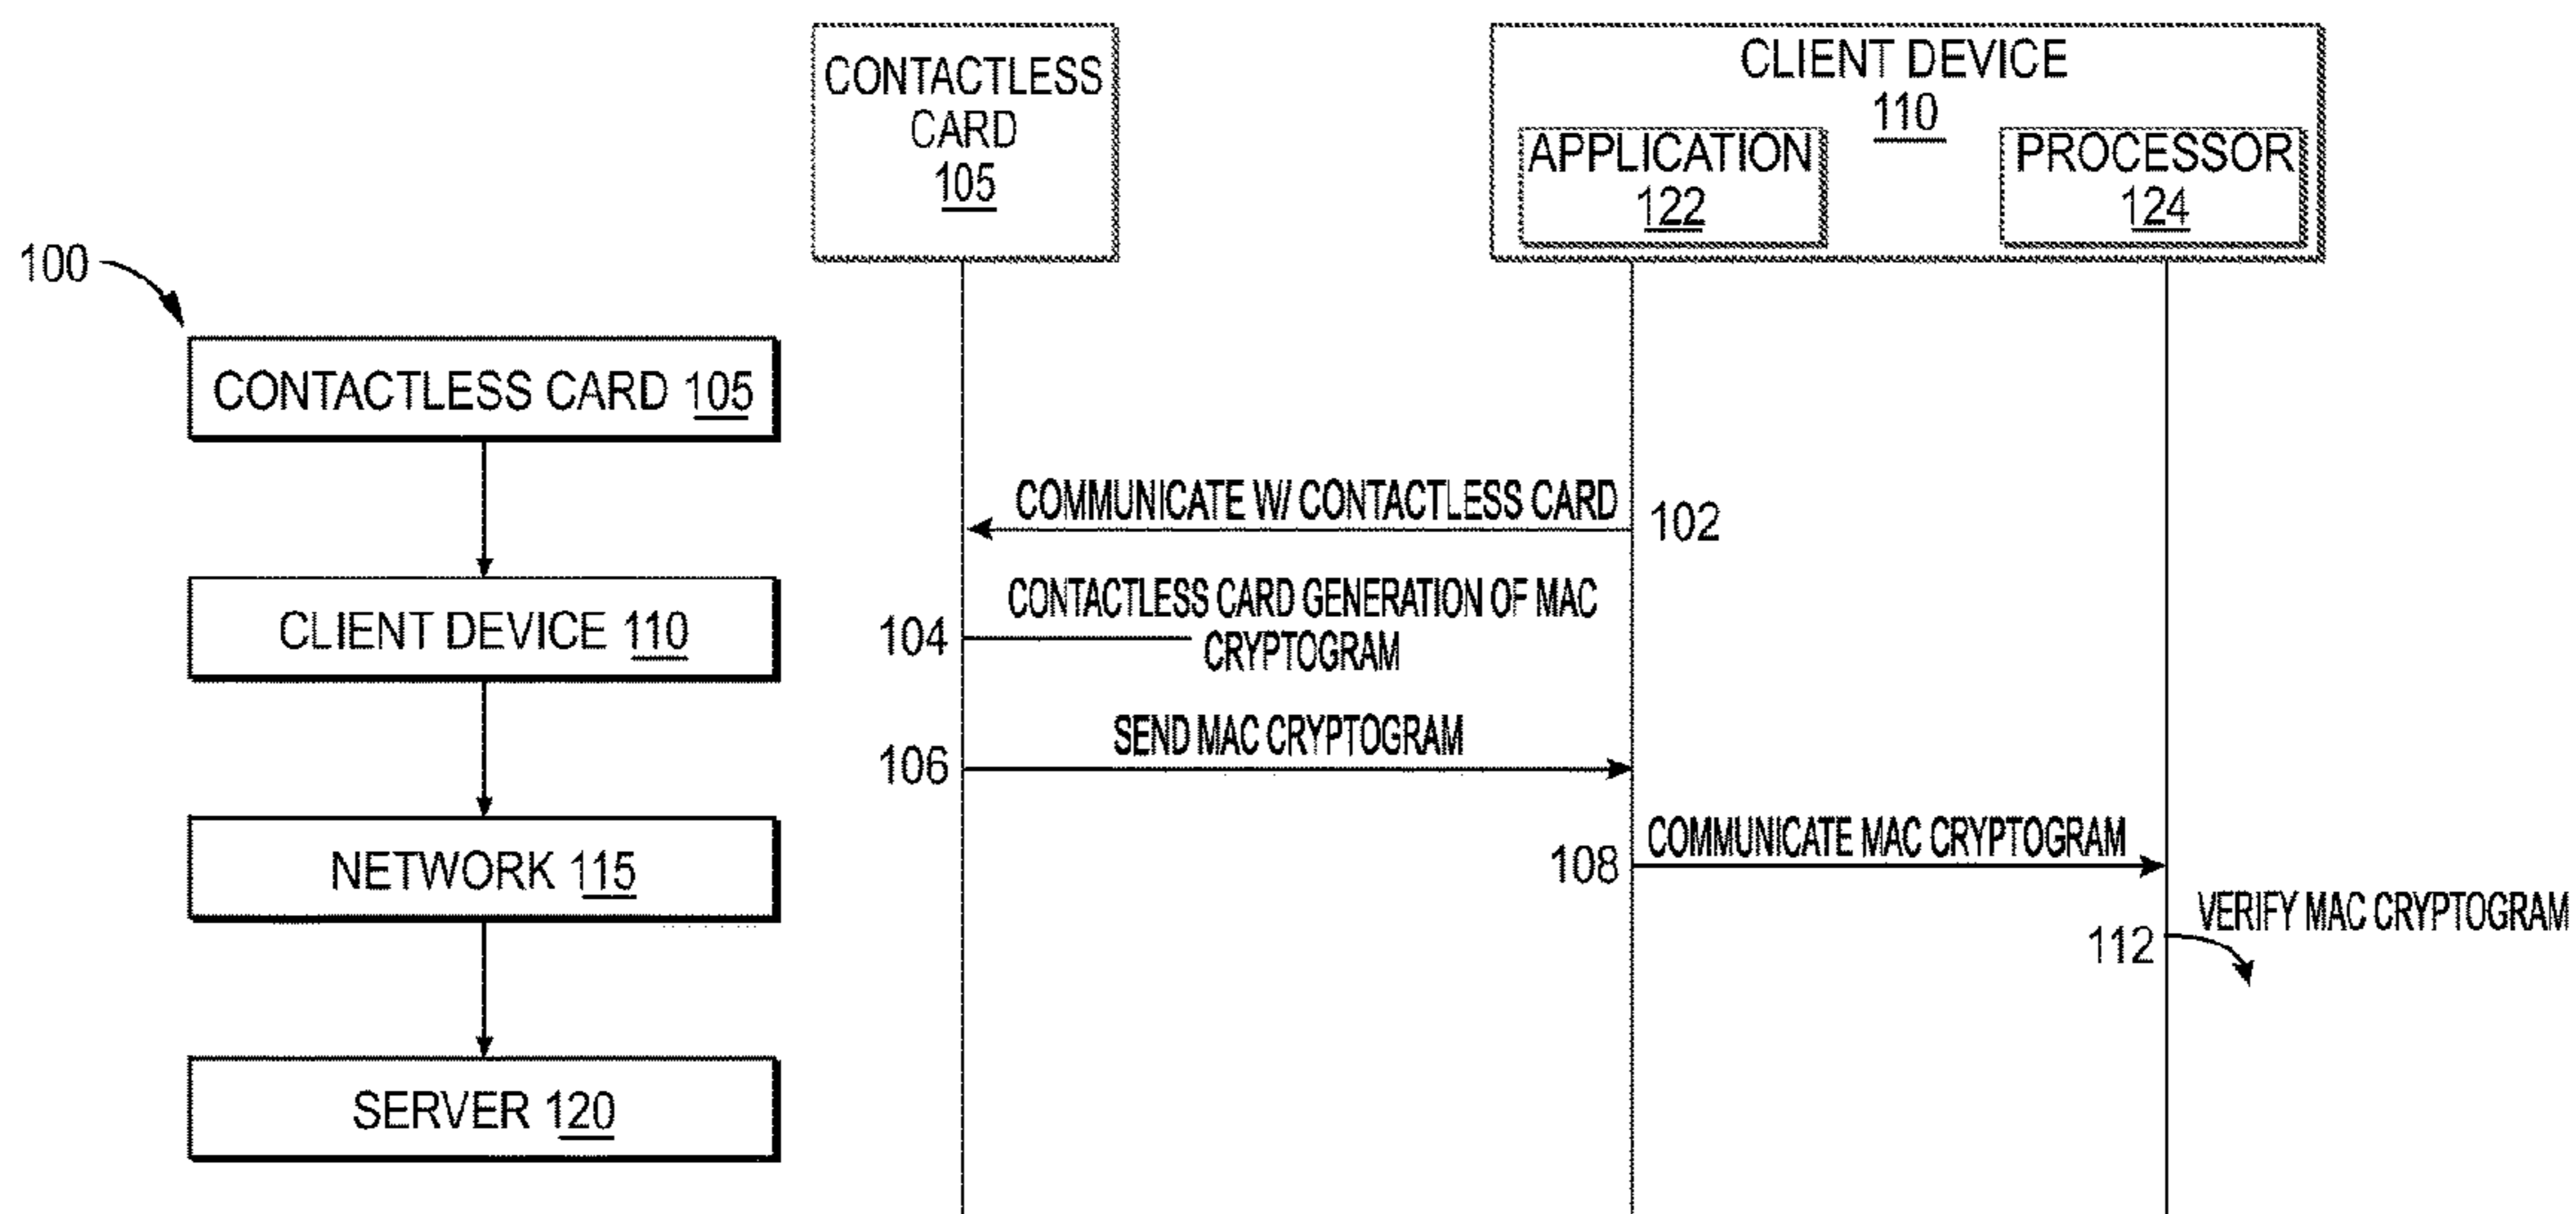 100
CONTACTLESS CARD 105
CLIENT DEVICE 110
NETWORK 115
SERVER 120
CONTACTLESS
CARD
105
CLIENT DEVICE
110
APPLICATION
122
PROCESSOR
124
COMMUNICATE W/ CONTACTLESS CARD
102
CONTACTLESS CARD GENERATION OF MAC
104
CRYPTOGRAM
SEND MAC CRYPTOGRAM
106
COMMUNICATE MAC CRYPTOGRAM
108
VERIFY MAC CRYPTOGRAM
112